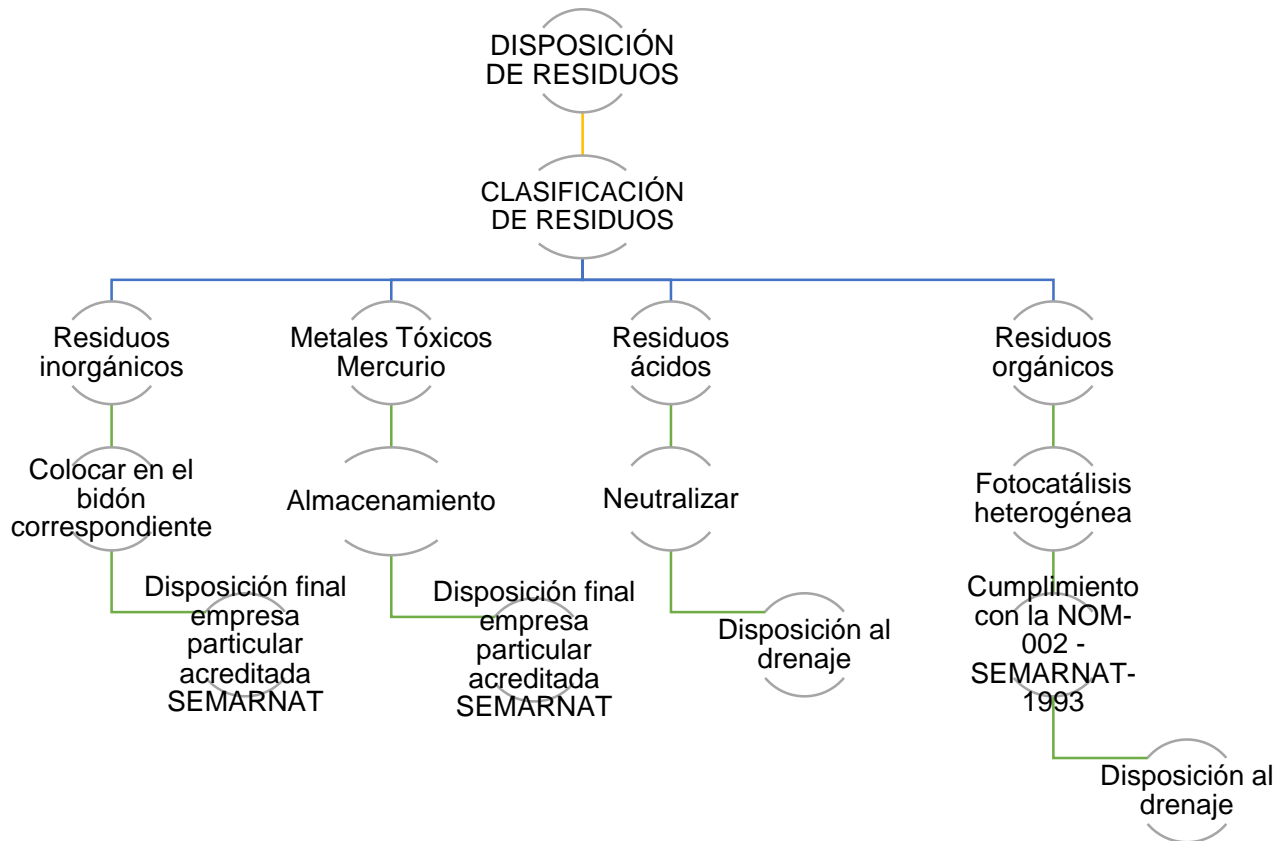 DISPOSICIÓN
DE RESIDUOS
CLASIFICACIÓN
DE RESIDUOS
Residuos
inorgánicos
Colocar en el
bidón
correspondiente
Disposición final
empresa
particular
acreditada
SEMARNAT
Metales Tóxicos
Mercurio
Almacenamiento
Disposición final
empresa
particular
acreditada
SEMARNAT
Residuos
ácidos
Neutralizar
Disposición al
drenaje
Residuos
orgánicos
Fotocatálisis
heterogénea
Cumplimiento
con la NOM-
002 -
SEMARNAT-
1993
Disposición al
drenaje